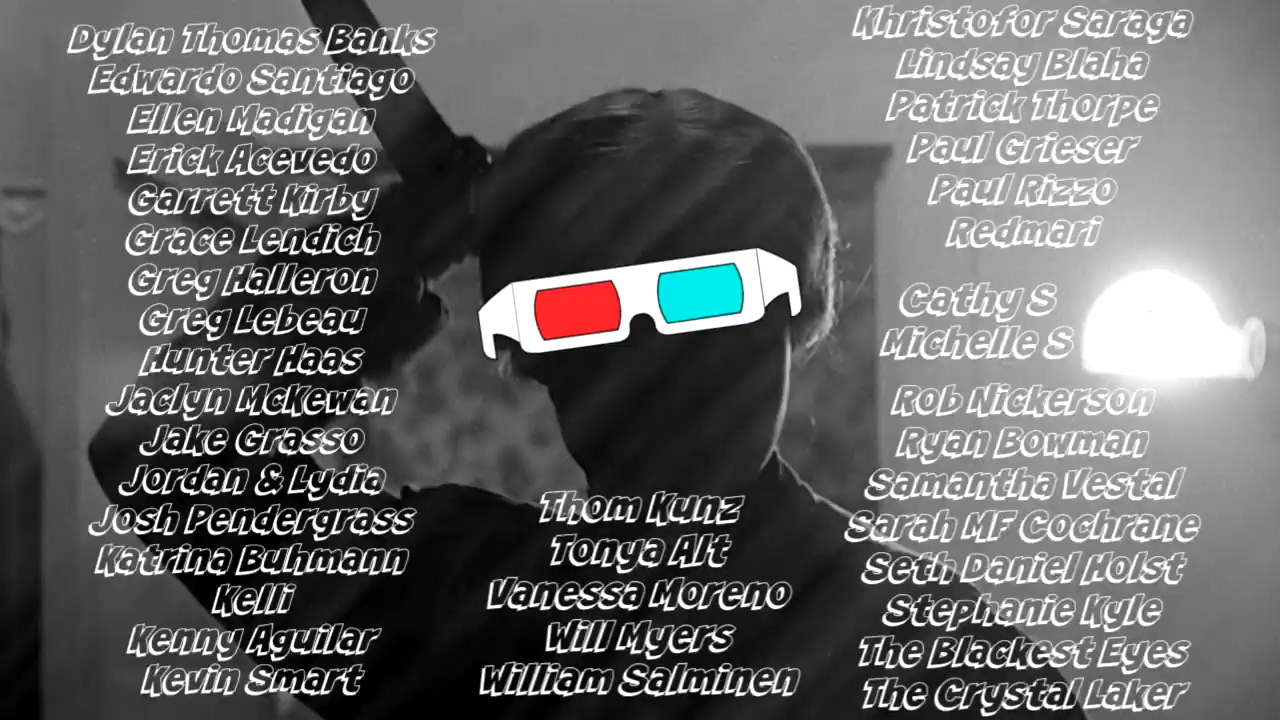 Dylan Thomas Banks
Edwardo Santiago
Ellen Madigan
Erick Acevedo
Garrett Kirby
Grace Lendich
Greg Halleron
Greg Lebeau
Hunter Haas
Jaclyn McKewan
Jake Grasso
Jordan & Lydia
Josh Pendergrass
Katrina Buhmann
Kelli
Kenny Aguilar
Kevin Smart
Khristofor Saraga
Lindsay Blaha
Patrick Thorpe
Paul Grieser
Paul Rizzo
Redmari
Cathy S
Michelle S
Rob Nickerson
Ryan Bowman
Samantha Vestal
Sarah MF Cochrane
Seth Daniel Holst
Stephanie Kyle
The Blackest Eyes
The Crystal Laker
Thom Kunz
Tonya Alt
Vanessa Moreno
Will Myers
William Salminen